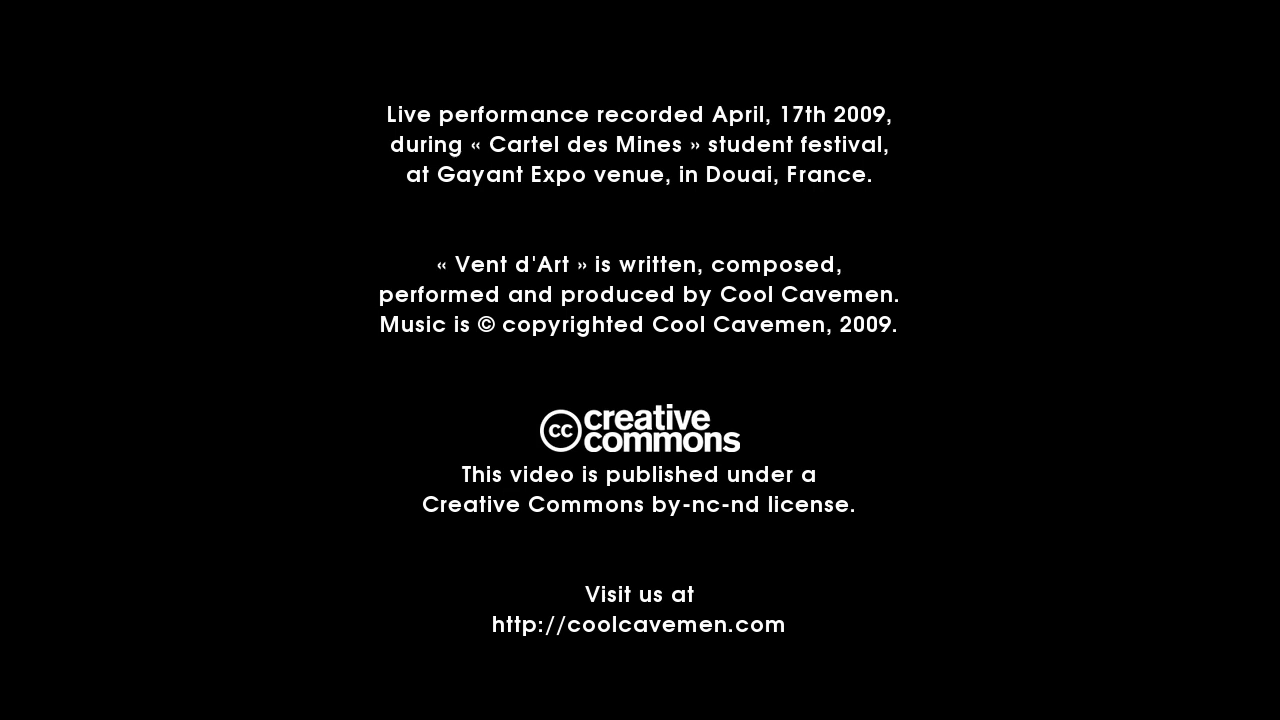 Live performance recorded April, 17th 2009,
during « Cartel des Mines » student festival,
at Gayant Expo venue, in Douai, France.
« Vent d'Art » is written, composed,
performed and produced by Cool Cavemen.
Music is © copyrighted Cool Cavemen, 2009.
cc creative
commons
This video is published under a
Creative Commons by-nc-nd license.
Visit us at
http://coolcavemen.com